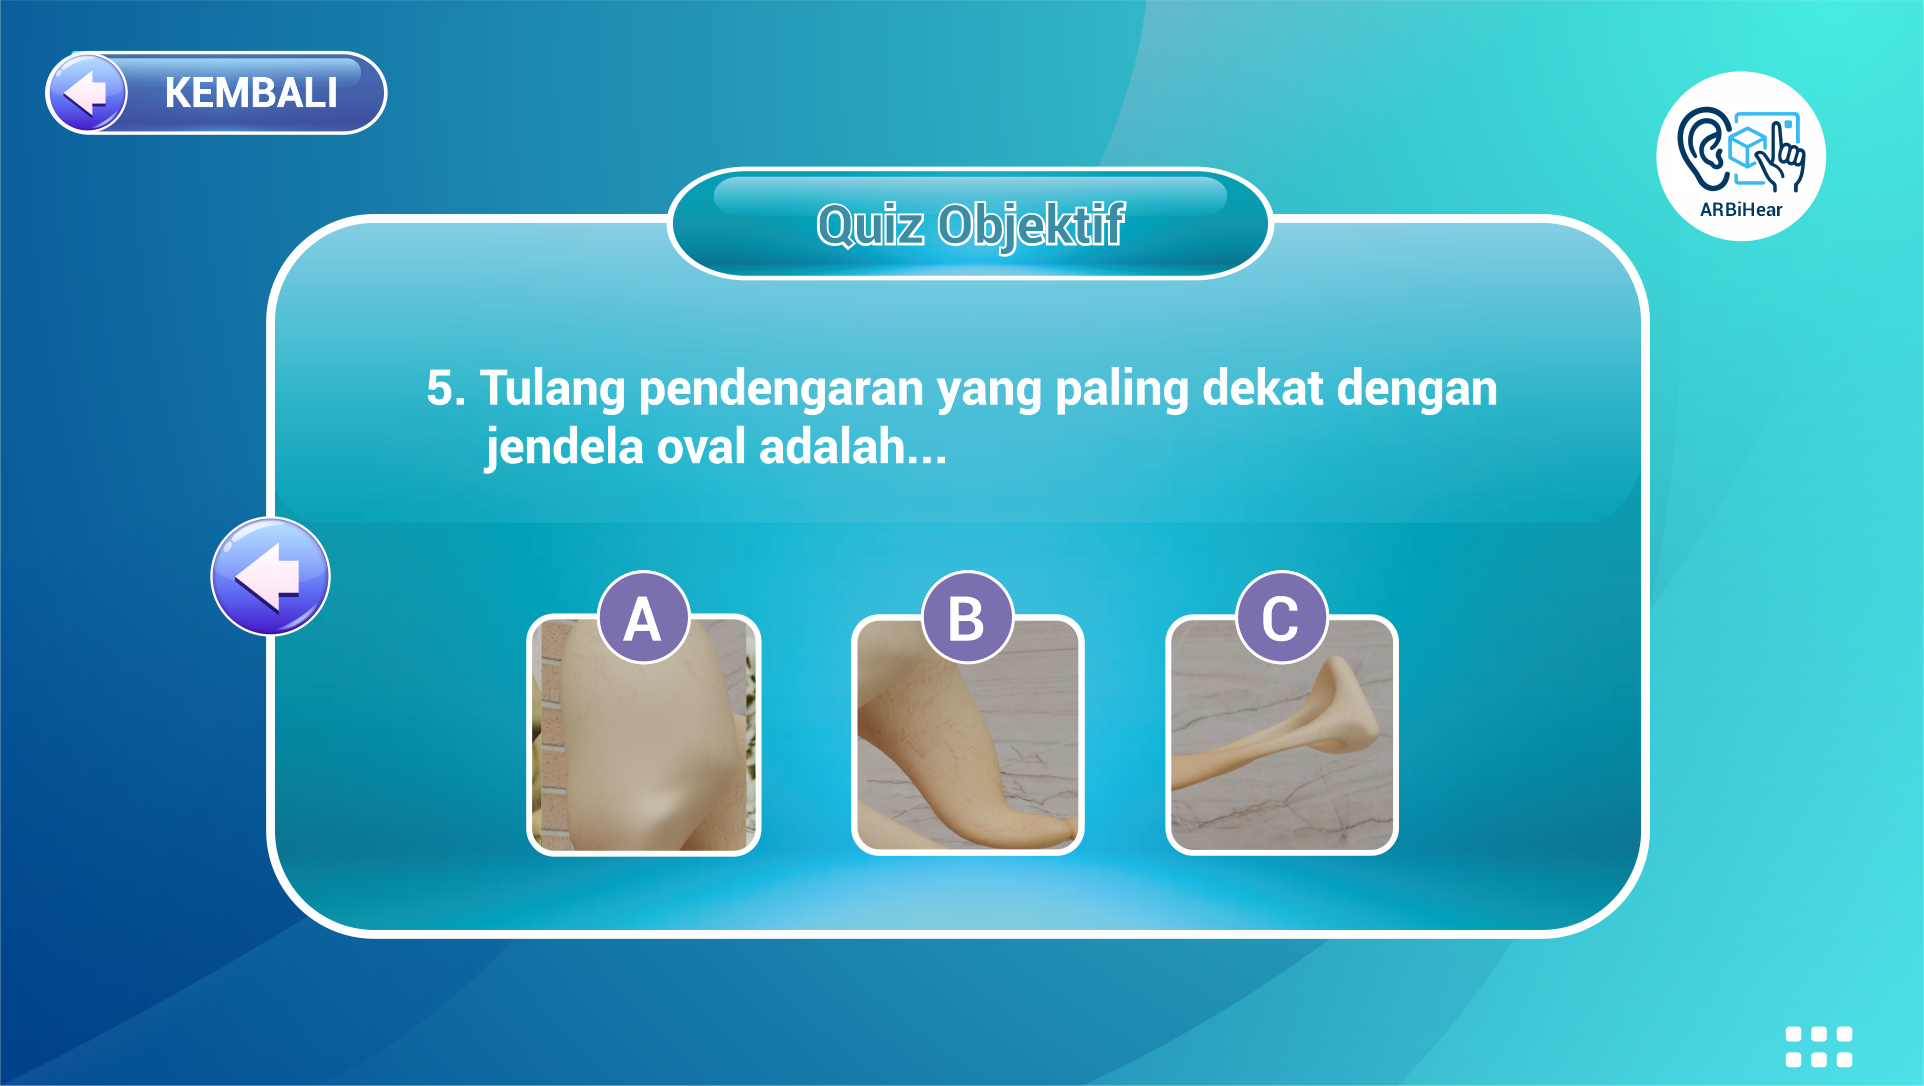 KEMBALI
ARBiHear
Quiz Objektif
5. Tulang pendengaran yang paling dekat dengan
jendela oval adalah...
A
B
C